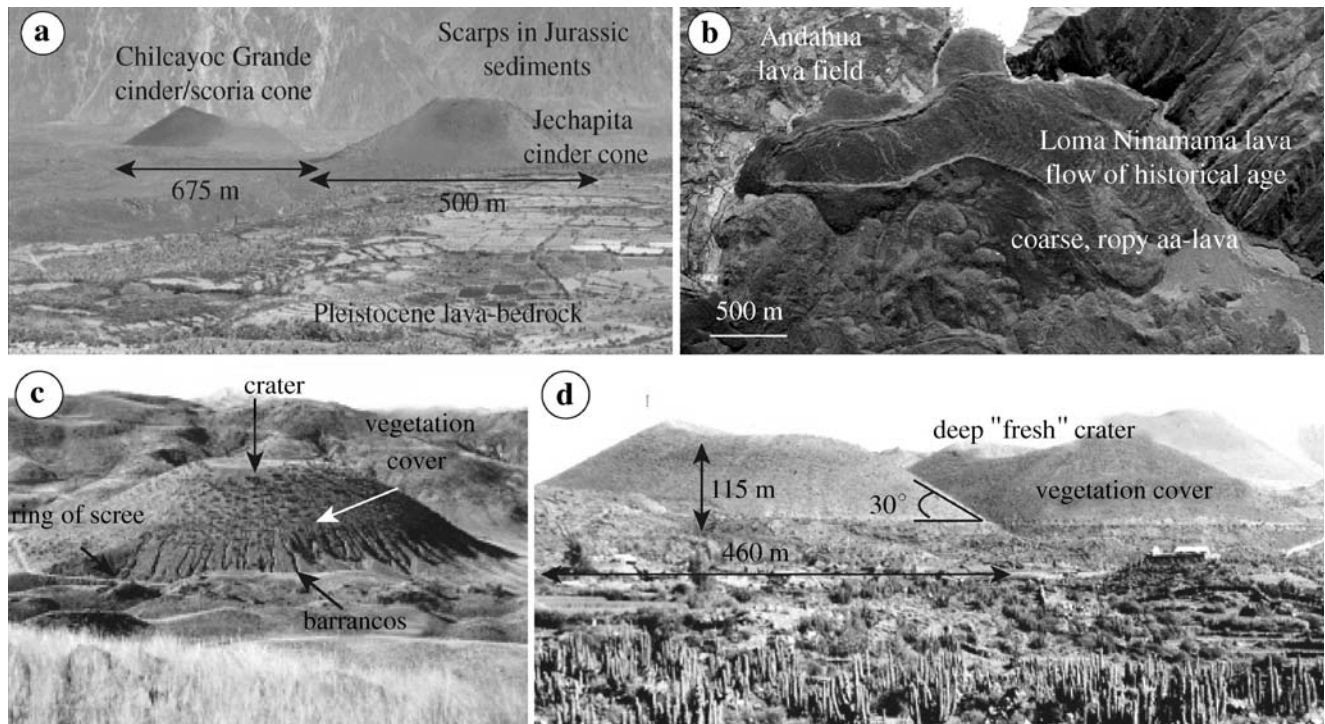 a
Chilcayoc Grande
cinder/scoria cone
Scarps in Jurassic
sediments
Jechapita
cinder cone
675 m
500 m
Pleistocene lava-bedrock
b
Andahua
lava field
Loma Ninamama lava
flow of historical age
coarse, ropy aa-lava
500 m
c
crater
vegetation
cover
ring of scree
barrancos
d
deep "fresh" crater
115 m
30°
vegetation cover
460 m